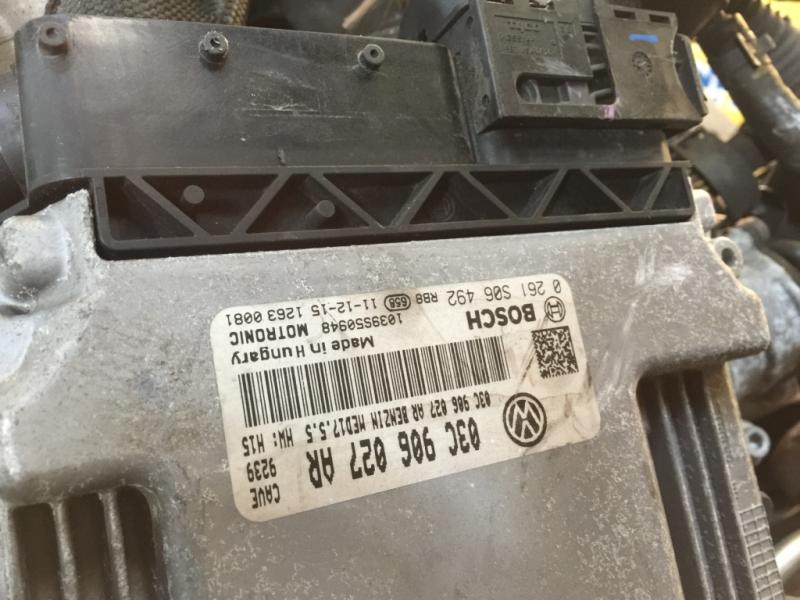 03C 906 027 AR
CAVE
9239
03C 906 027 AR BENZIN MED17.5.5 HW: H15
BOSCH
Made in Hungary
1039S50948 MOTRONIC
0 261 S06 492 RB8 658 11-12-15 1263 0081